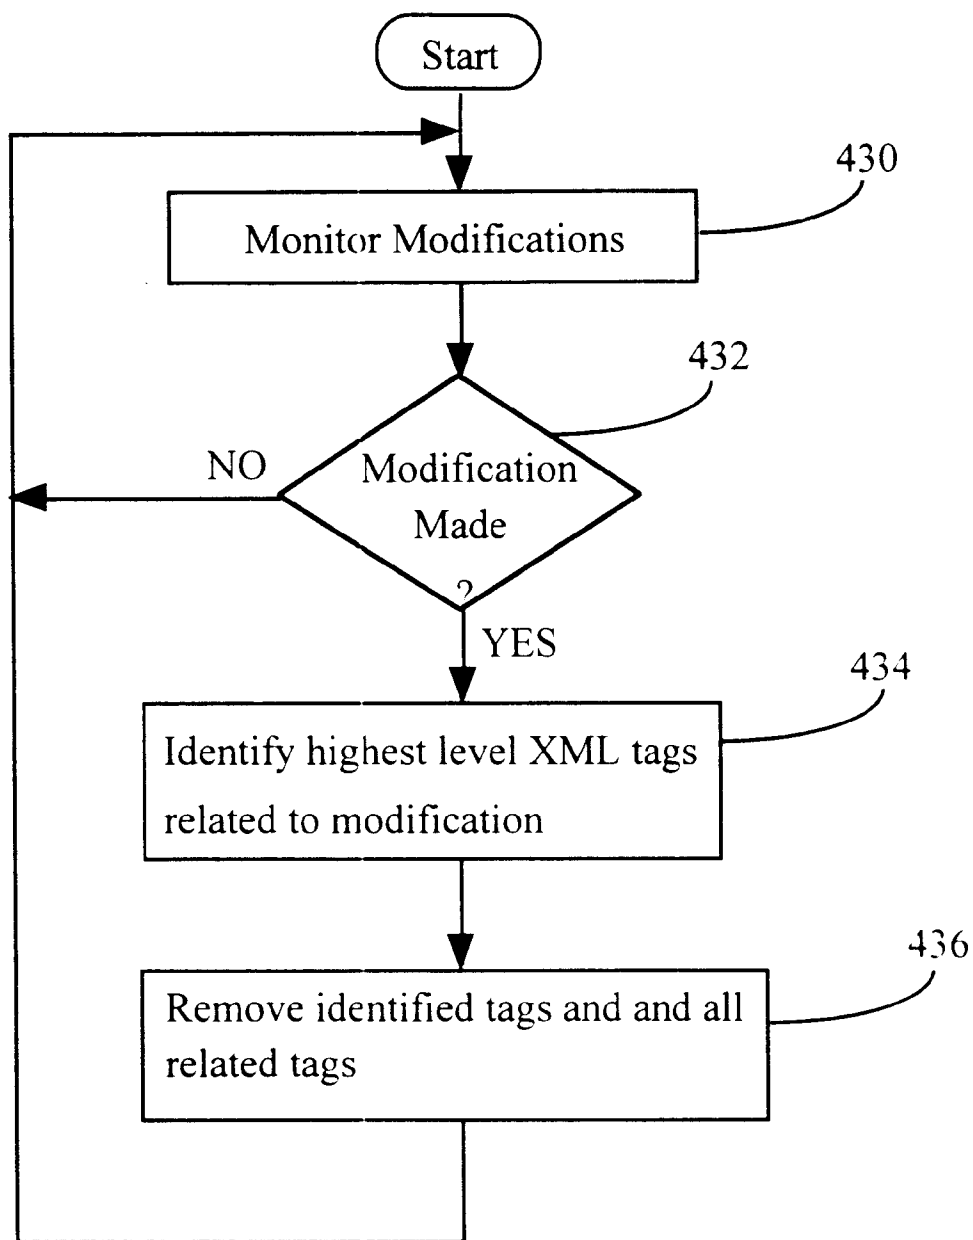 Start
430
Monitor Modifications
432
NO
Modification
Made
?
YES
434
Identify highest level XML tags
related to modification
436
Remove identified tags and and all
related tags